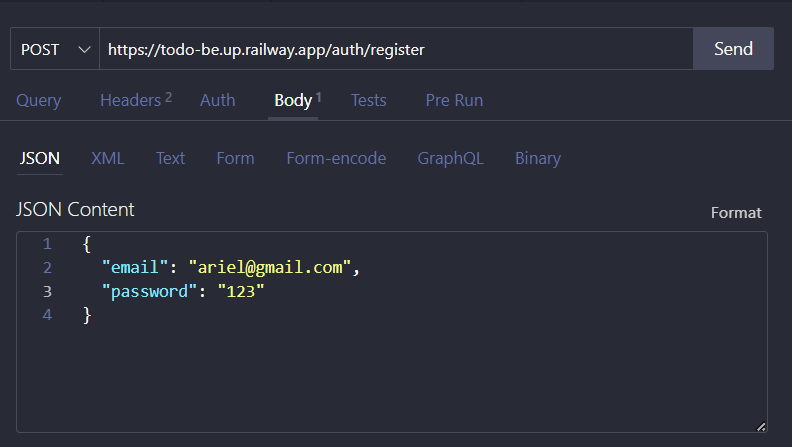 POST https://todo-be.up.railway.app/auth/register Send
Query Headers 2 Auth Body 1 Tests Pre Run
JSON XML Text Form Form-encode GraphQL Binary
JSON Content Format
1 {
2 "email": "ariel@gmail.com",
3 "password": "123"
4 }